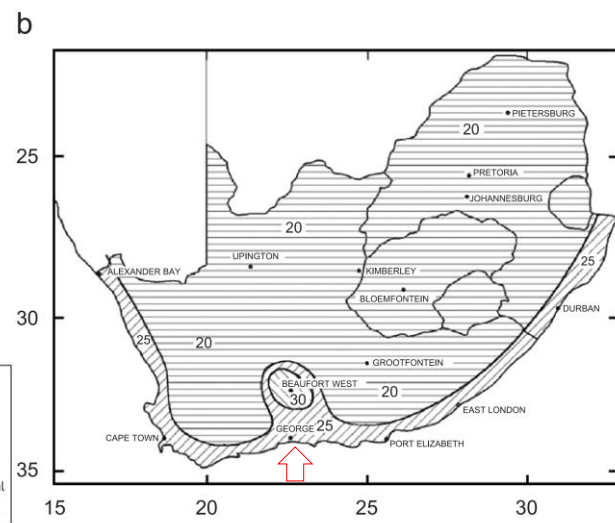 b
20
PIETERSBURG
25
PRETORIA
JOHANNESBURG
20
25
UPINGTON
KIMBERLEY
ALEXANDER BAY
BLOEMFONTEIN
30
DURBAN
25
20
GROOTFONTEIN
BEAUFORT WEST
20
30
EAST LONDON
25
CAPE TOWN
GEORGE
PORT ELIZABETH
35
15
20
25
30